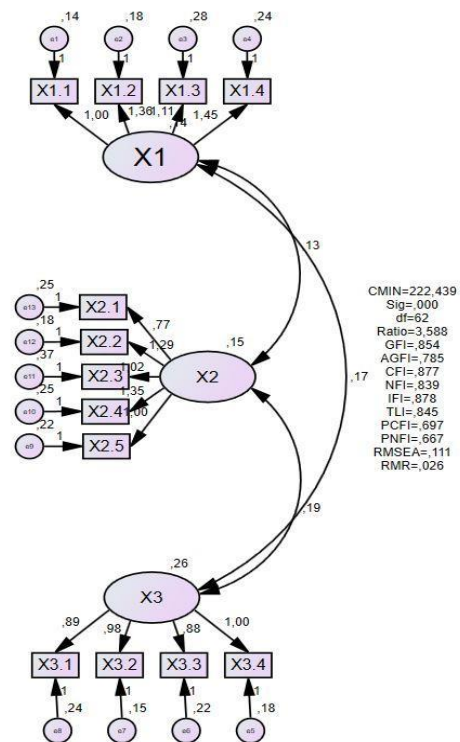 ,14 ,18 ,28 ,24
e1 e2 e3 e4
1 1 1 1
X1.1 X1.2 X1.3 X1.4
1,00 1,36 1,11 1,45
,14
X1
,13
,25
e13 1 X2.1
,77
,18
e12 1 X2.2
1,29 ,15
,37
e11 1 X2.3
1,02 X2
,25
e10 1 X2.4
1,35
,22
e9 1 X2.5
1,00
CMIN=222,439
Sig=,000
df=62
Ratio=3,588
GFI=,854
AGFI=,785
CFI=,877
NFI=,839
IFI=,878
TLI=,845
PCFI=,697
PNFI=,667
RMSEA=,111
RMR=,026
,17
,19
,26
X3
,89 ,98 ,88 1,00
X3.1 X3.2 X3.3 X3.4
1 1 1 1
,24 ,15 ,22 ,18
e8 e7 e6 e5